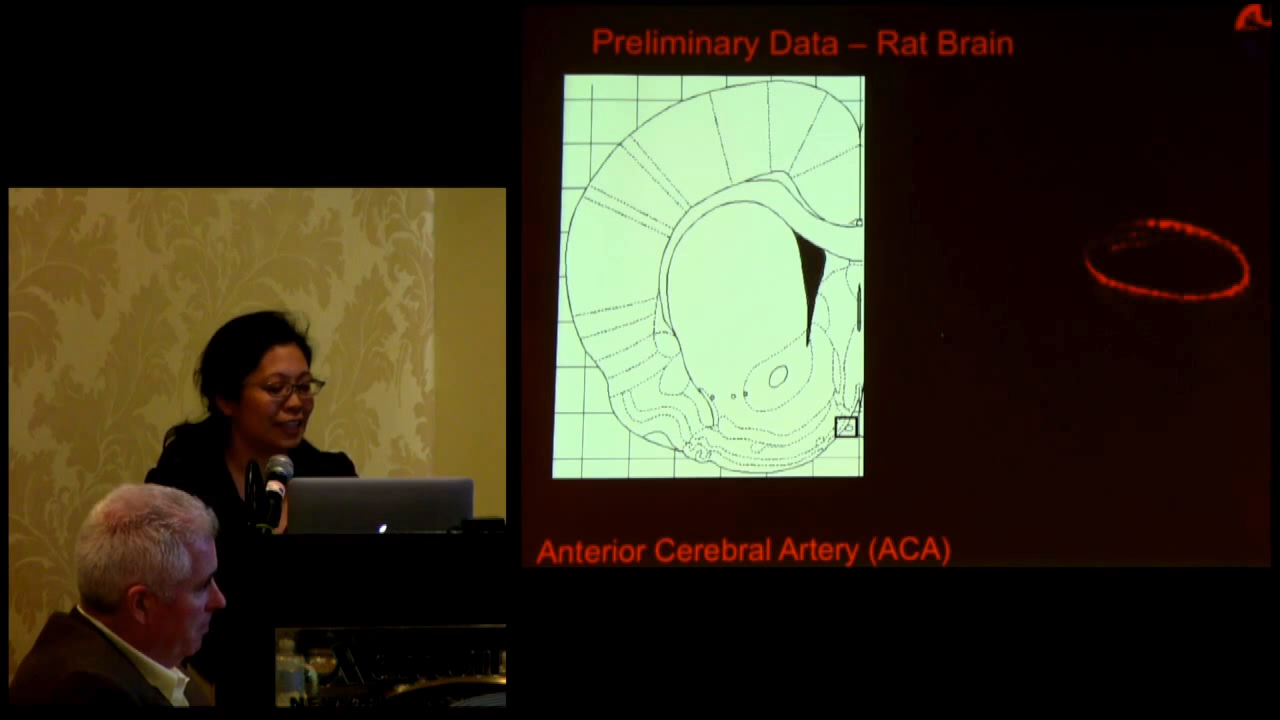 Preliminary Data – Rat Brain
Anterior Cerebral Artery (ACA)